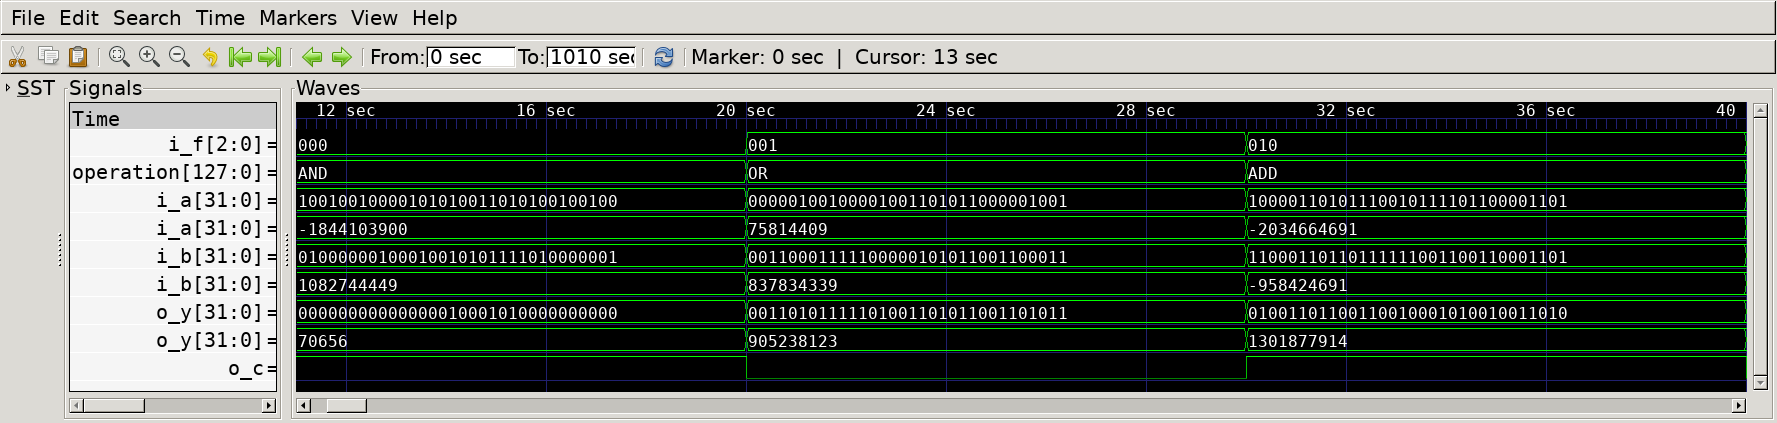 File Edit Search Time Markers View Help
From: 0 sec To: 1010 sec Marker: 0 sec | Cursor: 13 sec
SST Signals Waves
12 sec 16 sec 20 sec 24 sec 28 sec 32 sec 36 sec 40
Time
i_f[2:0]= 000 001 010
operation[127:0]= AND OR ADD
i_a[31:0]= 10010010000101010011010100100100 00000100100001001101011000001001 10000110101110010111101100001101
i_a[31:0]= -1844103900 75814409 -2034664691
i_b[31:0]= 01000000100010010101111010000001 00110001111100000101011001100011 11000110110111111001100110001101
i_b[31:0]= 1082744449 837834339 -958424691
o_y[31:0]= 00000000000000010001010000000000 00110101111101001101011001101011 01001101100110010001010010011010
o_y[31:0]= 70656 905238123 1301877914
o_c=